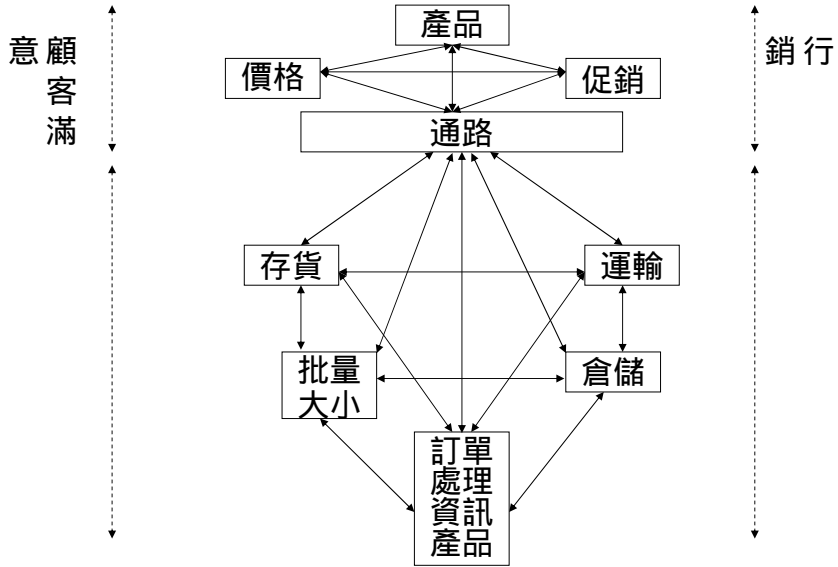 產品
意顧
客
滿
銷行
價格
促銷
通路
存貨
運輸
批量
大小
倉儲
訂單
處理
資訊
產品